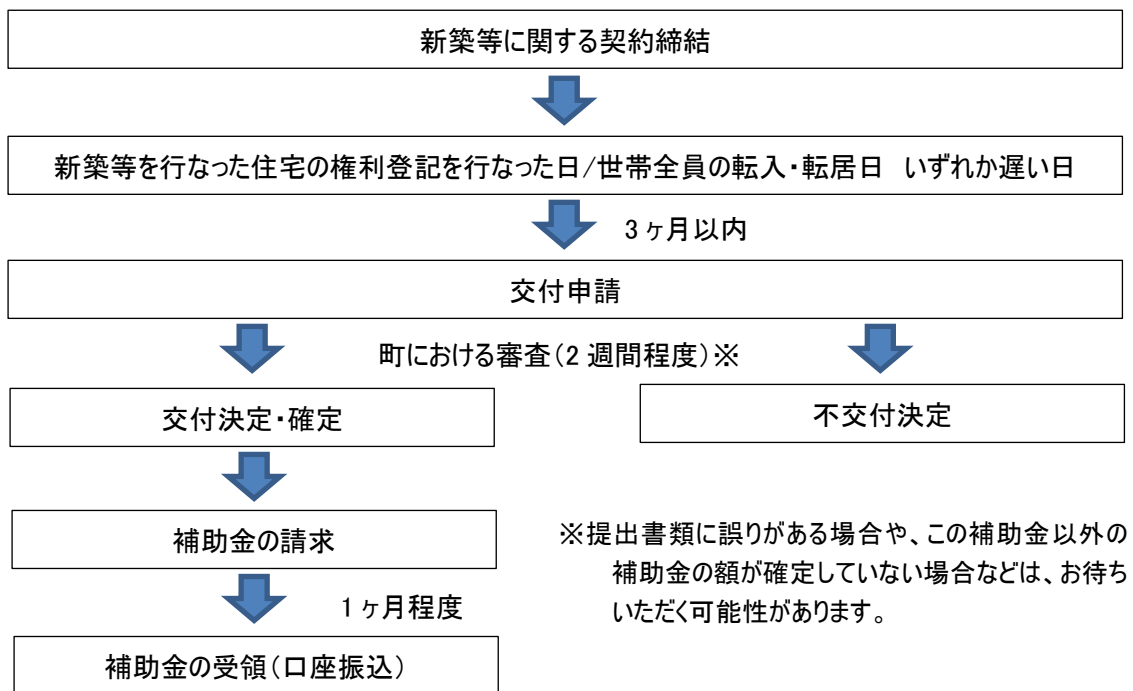 新築等に関する契約締結
新築等を行なった住宅の権利登記を行なった日/世帯全員の転入・転居日　いずれか遅い日
3ヶ月以内
交付申請
町における審査（2週間程度）※
交付決定・確定
不交付決定
補助金の請求
※提出書類に誤りがある場合や、この補助金以外の
補助金の額が確定していない場合などは、お待ち
いただく可能性があります。
1ヶ月程度
補助金の受領（口座振込）